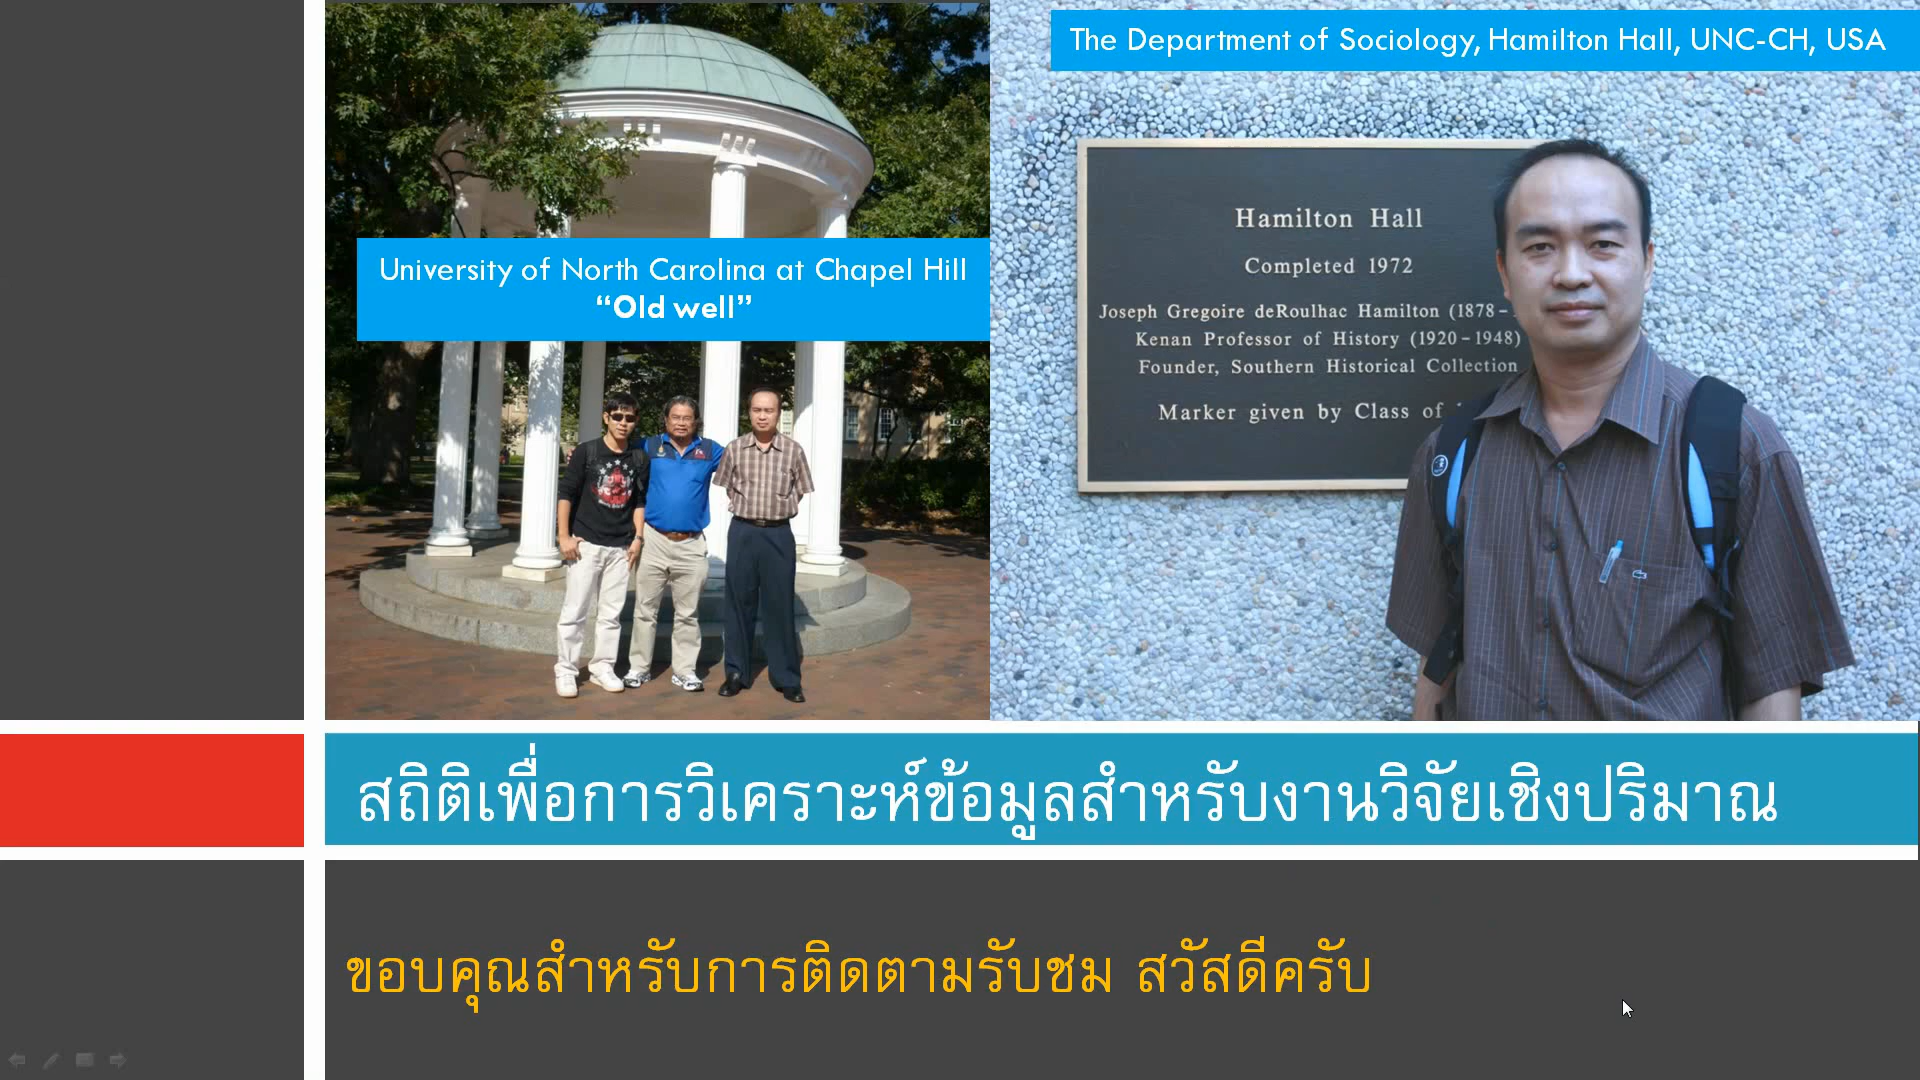 The Department of Sociology, Hamilton Hall, UNC-CH, USA
University of North Carolina at Chapel Hill
“Old well”
Hamilton Hall
Completed 1972
Joseph Gregoire deRoulhac Hamilton (1878–
Kenan Professor of History (1920–1948)
Founder, Southern Historical Collection
Marker given by Class of
สถิติเพื่อการวิเคราะห์ข้อมูลสำหรับงานวิจัยเชิงปริมาณ
ขอบคุณสำหรับการติดตามรับชม สวัสดีครับ